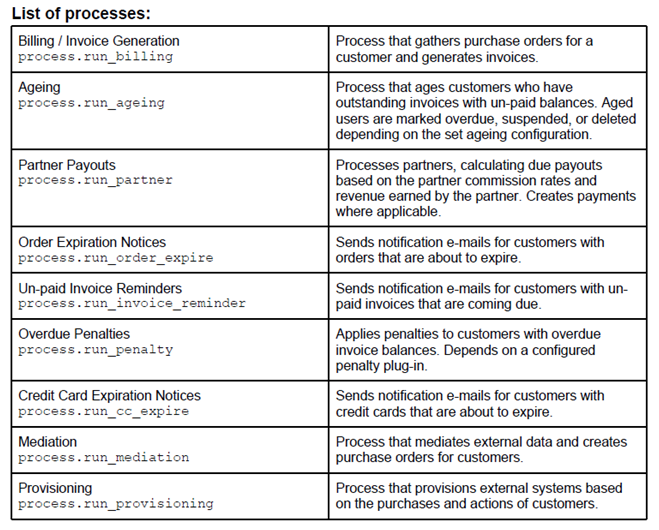 List of processes:
Billing / Invoice Generation
process.run_billing
Process that gathers purchase orders for a
customer and generates invoices.
Ageing
process.run_ageing
Process that ages customers who have
outstanding invoices with un-paid balances. Aged
users are marked overdue, suspended, or deleted
depending on the set ageing configuration.
Partner Payouts
process.run_partner
Processes partners, calculating due payouts
based on the partner commission rates and
revenue earned by the partner. Creates payments
where applicable.
Order Expiration Notices
process.run_order_expire
Sends notification e-mails for customers with
orders that are about to expire.
Un-paid Invoice Reminders
process.run_invoice_reminder
Sends notification e-mails for customers with un-
paid invoices that are coming due.
Overdue Penalties
process.run_penalty
Applies penalties to customers with overdue
invoice balances. Depends on a configured
penalty plug-in.
Credit Card Expiration Notices
process.run_cc_expire
Sends notification e-mails for customers with
credit cards that are about to expire.
Mediation
process.run_mediation
Process that mediates external data and creates
purchase orders for customers.
Provisioning
process.run_provisioning
Process that provisions external systems based
on the purchases and actions of customers.